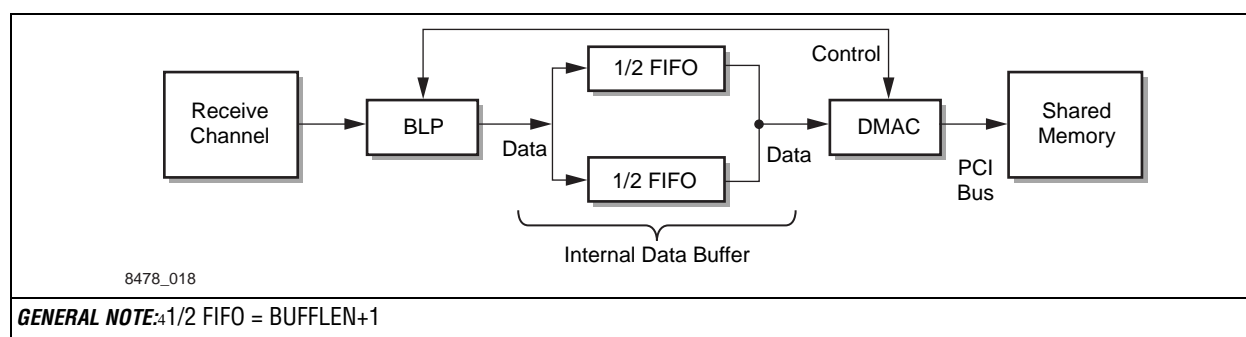 Receive
Channel
BLP
Data
1/2 FIFO
1/2 FIFO
Data
Control
DMAC
PCI
Bus
Shared
Memory
Internal Data Buffer
8478_018
GENERAL NOTE:41/2 FIFO = BUFFLEN+1